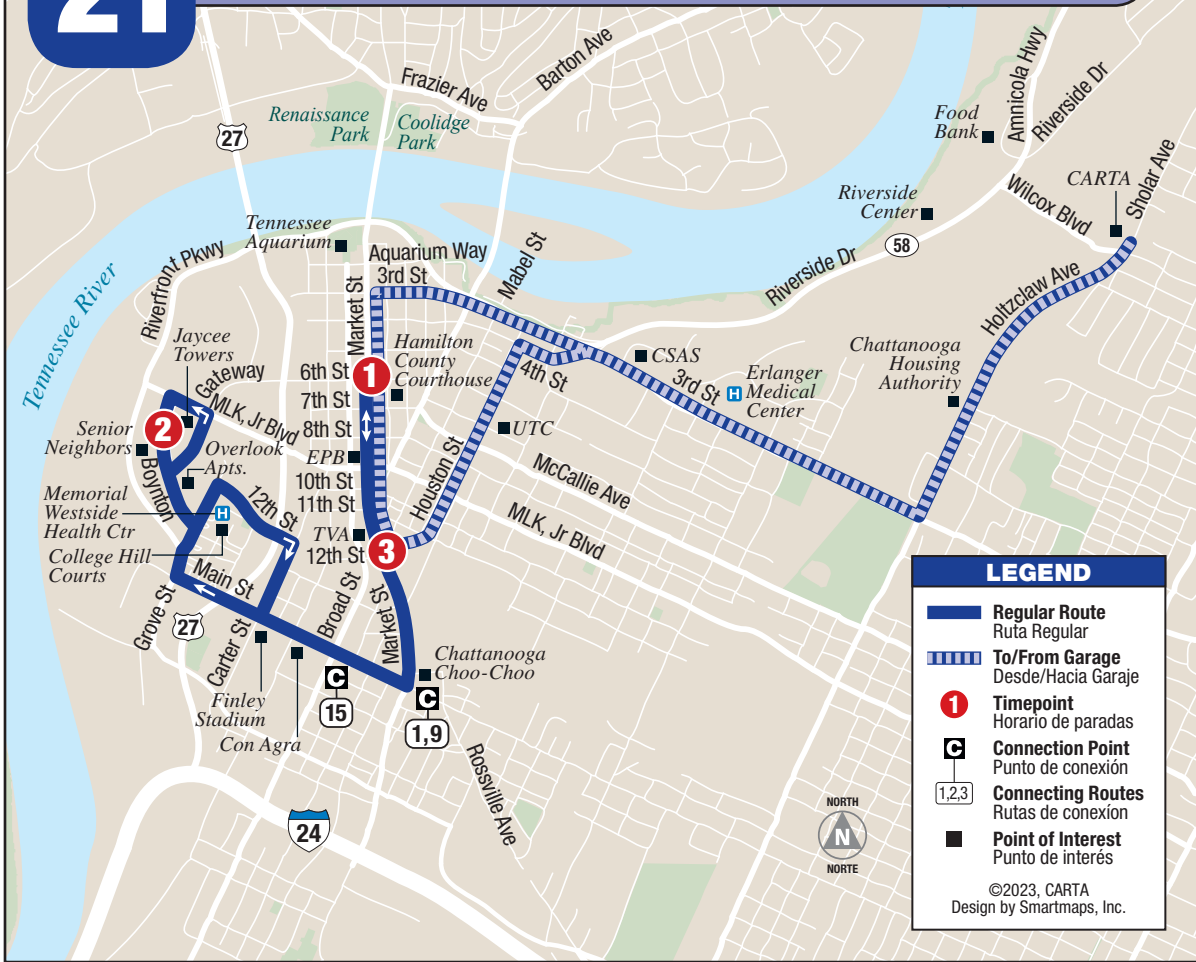 21
Frazier Ave
Barton Ave
Amnicola Hwy
Riverside Dr
Renaissance
Park
Coolidge
Park
27
Food
Bank
CARTA
Sholar Ave
Wilcox Blvd
Riverside
Center
58
Tennessee
Aquarium
Riverfront Pkwy
Aquarium Way
3rd St
Mabel St
Riverside Dr
Holtzclaw Ave
Tennessee River
Market St
Jaycee
Towers
Gateway
MLK, Jr Blvd
Hamilton
County
Courthouse
6th St
1
7th St
8th St
EPB
10th St
11th St
TVA
12th St
3
4th St
CSAS
3rd St
H
Erlanger
Medical
Center
Chattanooga
Housing
Authority
2
Senior
Neighbors
Overlook
Apts.
Boynton
Memorial
Westside
Health Ctr
H
College Hill
Courts
12th St
Houston St
UTC
McCallie Ave
MLK, Jr Blvd
Main St
Grove St
27
Carter St
Broad St
Market St
Finley
Stadium
Con Agra
C
15
Chattanooga
Choo-Choo
C
1,9
Rossville Ave
24
NORTH
N
NORTE
LEGEND
Regular Route
Ruta Regular
To/From Garage
Desde/Hacia Garaje
1
Timepoint
Horario de paradas
C
Connection Point
Punto de conexión
1,2,3
Connecting Routes
Rutas de conexíon
Point of Interest
Punto de interés
©2023, CARTA
Design by Smartmaps, Inc.